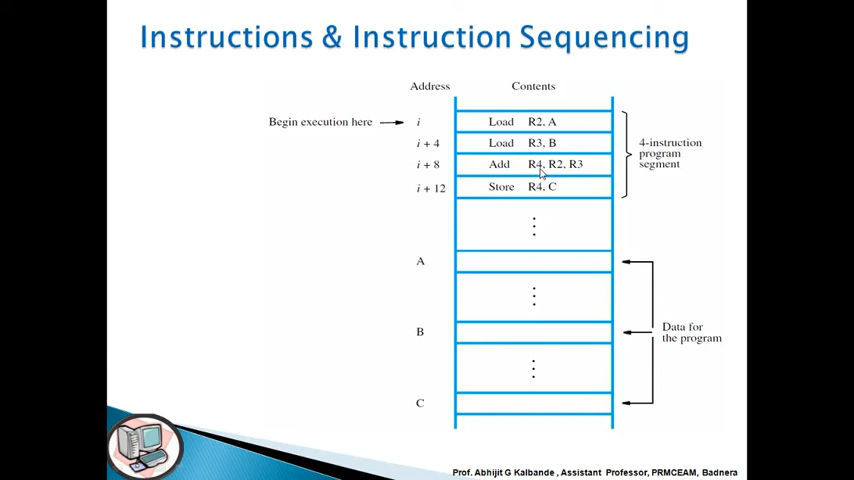 Instructions & Instruction Sequencing
Address Contents
Begin execution here i Load R2, A
i + 4 Load R3, B
i + 8 Add R4, R2, R3
i + 12 Store R4, C
4-instruction
program
segment
A
B
C
Data for
the program
Prof. Abhijit G Kalbande , Assistant Professor, PRMCEAM, Badnera